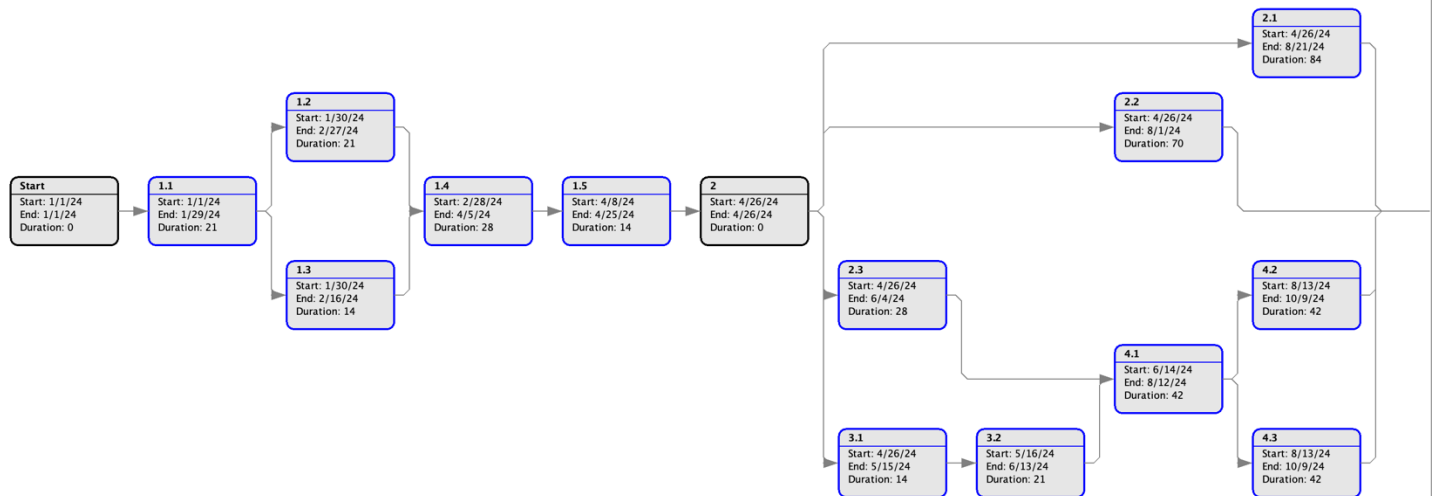 Start
Start: 1/1/24
End: 1/1/24
Duration: 0
1.1
Start: 1/1/24
End: 1/29/24
Duration: 21
1.2
Start: 1/30/24
End: 2/27/24
Duration: 21
1.3
Start: 1/30/24
End: 2/16/24
Duration: 14
1.4
Start: 2/28/24
End: 4/5/24
Duration: 28
1.5
Start: 4/8/24
End: 4/25/24
Duration: 14
2
Start: 4/26/24
End: 4/26/24
Duration: 0
2.1
Start: 4/26/24
End: 8/21/24
Duration: 84
2.2
Start: 4/26/24
End: 8/1/24
Duration: 70
2.3
Start: 4/26/24
End: 6/4/24
Duration: 28
3.1
Start: 4/26/24
End: 5/15/24
Duration: 14
3.2
Start: 5/16/24
End: 6/13/24
Duration: 21
4.1
Start: 6/14/24
End: 8/12/24
Duration: 42
4.2
Start: 8/13/24
End: 10/9/24
Duration: 42
4.3
Start: 8/13/24
End: 10/9/24
Duration: 42